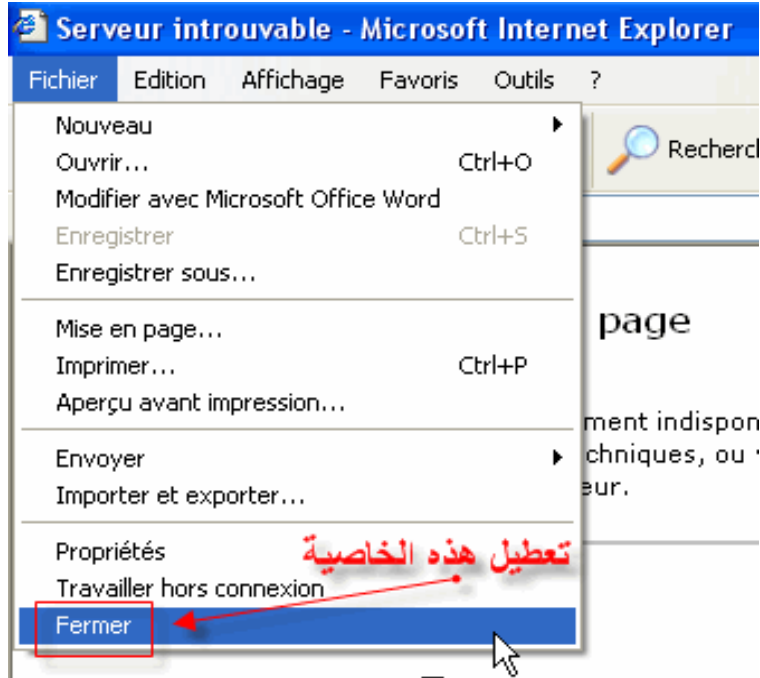 Serveur introuvable - Microsoft Internet Explorer
Fichier Edition Affichage Favoris Outils ?
Nouveau
Ouvrir... Ctrl+O
Recherc
Modifier avec Microsoft Office Word
Enregistrer Ctrl+S
Enregistrer sous...
page
Mise en page...
Imprimer... Ctrl+P
Aperçu avant impression...
ment indispon
Envoyer
chniques, ou
Importer et exporter...
eur.
Propriétés
تعطيل هذه الخاصية
Travailler hors connexion
Fermer